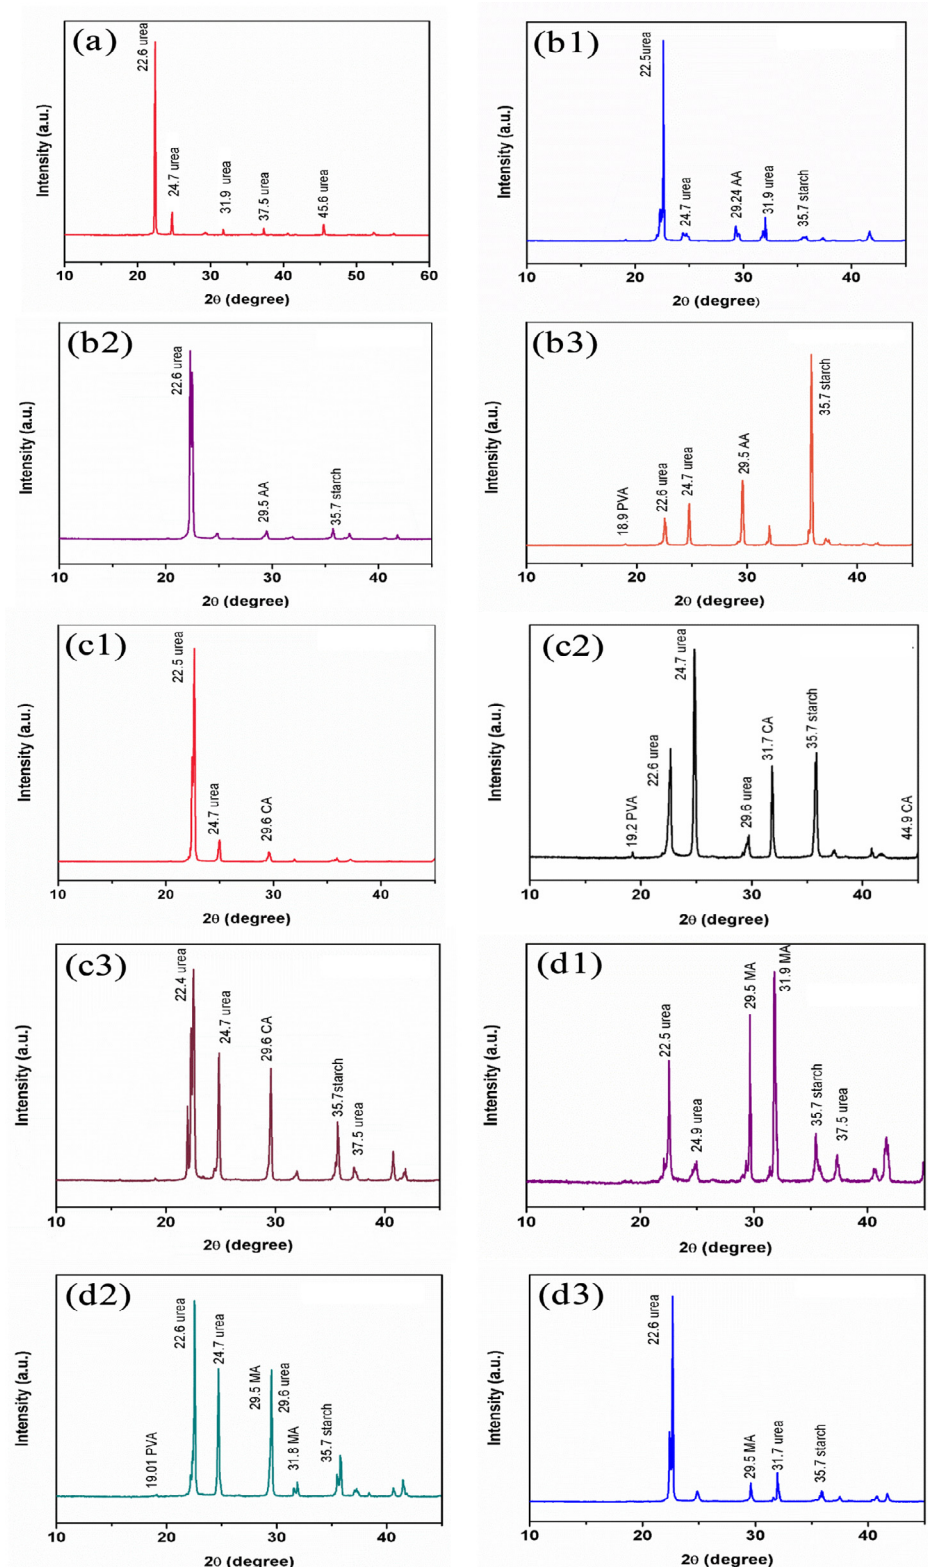 (a)
22.6 urea
24.7 urea
31.9 urea
37.5 urea
45.6 urea
Intensity (a.u.)
10 20 30 40 50 60
2θ (degree)
(b1)
22.5urea
24.7 urea
29.24 AA
31.9 urea
35.7 starch
Intensity (a.u.)
10 20 30 40
2θ (degree)
(b2)
22.6 urea
29.5 AA
35.7 starch
Intensity (a.u.)
10 20 30 40
2θ (degree)
(b3)
18.9 PVA
22.6 urea
24.7 urea
29.5 AA
35.7 starch
Intensity (a.u.)
10 20 30 40
2θ (degree)
(c1)
22.5 urea
24.7 urea
29.6 CA
Intensity (a.u.)
10 20 30 40
2θ (degree)
(c2)
19.2 PVA
22.6 urea
24.7 urea
29.6 urea
31.7 CA
35.7 starch
44.9 CA
Intensity (a.u.)
10 20 30 40
2θ (degree)
(c3)
22.4 urea
24.7 urea
29.6 CA
35.7starch
37.5 urea
Intensity (a.u.)
10 20 30 40
2θ (degree)
(d1)
22.5 urea
24.9 urea
29.5 MA
31.9 MA
35.7 starch
37.5 urea
Intensity (a.u.)
10 20 30 40
2θ (degree)
(d2)
19.01 PVA
22.6 urea
24.7 urea
29.5 MA
29.6 urea
31.8 MA
35.7 starch
Intensity (a.u.)
10 20 30 40
2θ (degree)
(d3)
22.6 urea
29.5 MA
31.7 urea
35.7 starch
Intensity (a.u.)
10 20 30 40
2θ (degree)